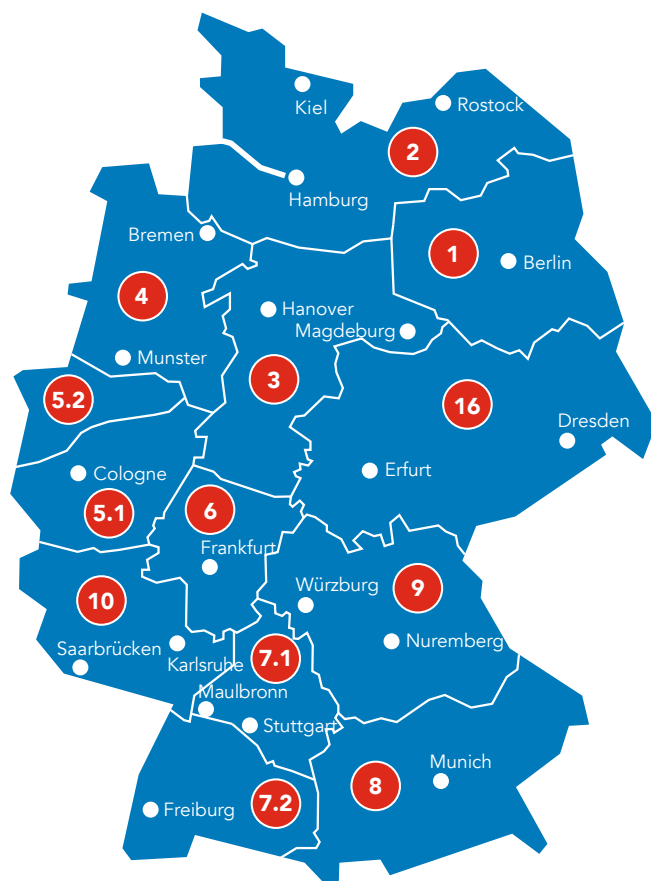 Kiel
Rostock
2
Hamburg
Bremen
1
Berlin
4
Hanover
Magdeburg
Munster
3
5.2
16
Dresden
Cologne
Erfurt
5.1
6
Frankfurt
10
Würzburg
9
Saarbrücken
Karlsruhe
7.1
Nuremberg
Maulbronn
Stuttgart
Munich
8
Freiburg
7.2